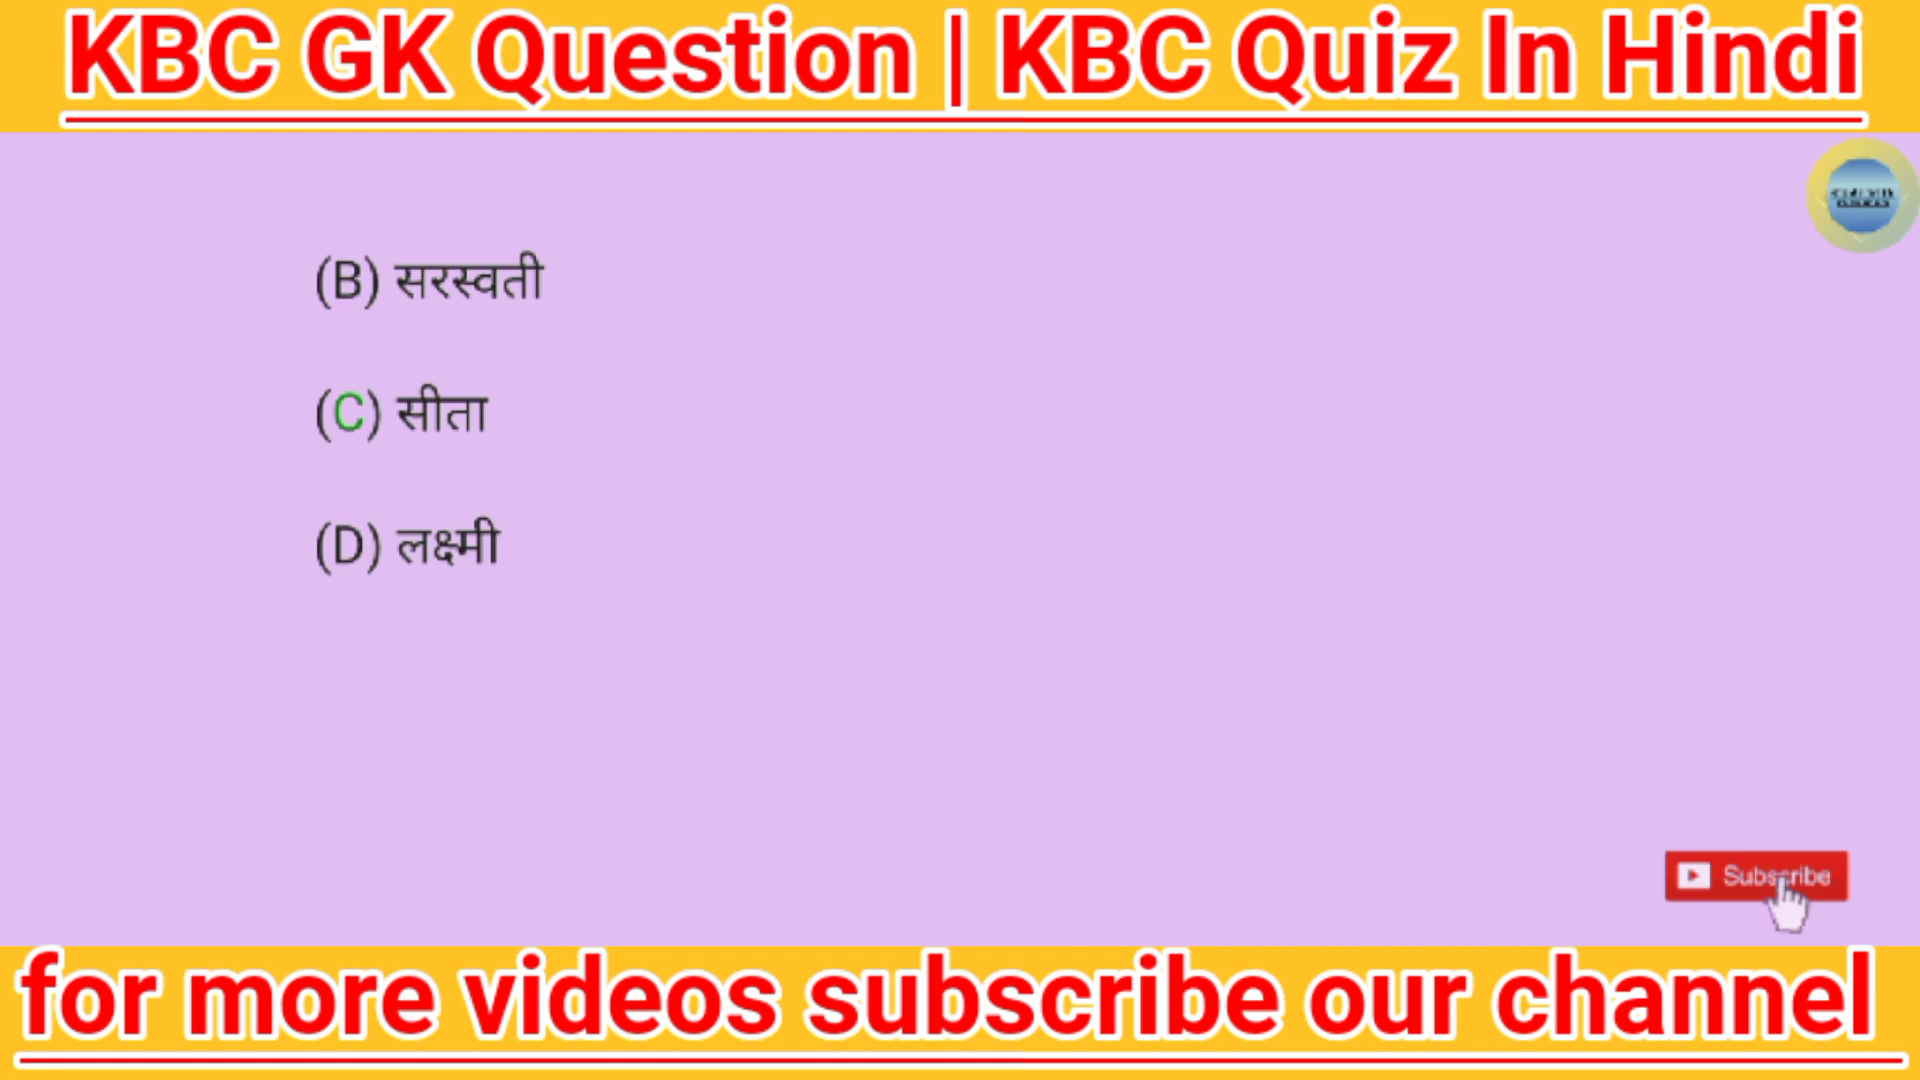 KBC GK Question | KBC Quiz In Hindi
(B) सरस्वती
(C) सीता
(D) लक्ष्मी
Subscribe
for more videos subscribe our channel